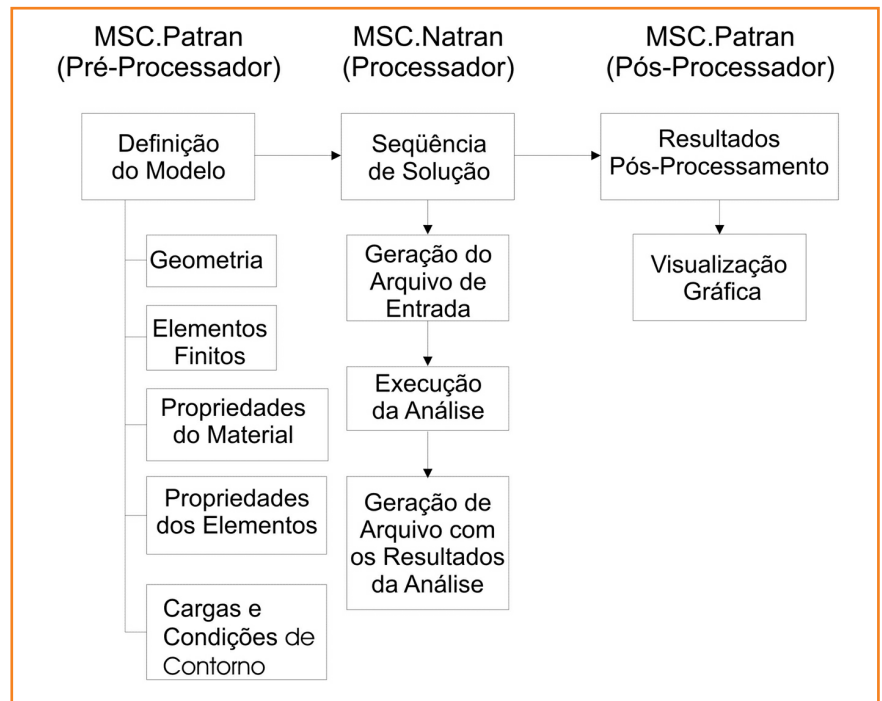 MSC.Patran
(Pré-Processador)
MSC.Natran
(Processador)
MSC.Patran
(Pós-Processador)
Definição
do Modelo
Seqüência
de Solução
Resultados
Pós-Processamento
Geometria
Elementos
Finitos
Propriedades
do Material
Propriedades
dos Elementos
Cargas e
Condições de
Contorno
Geração do
Arquivo de
Entrada
Execução
da Análise
Geração de
Arquivo com
os Resultados
da Análise
Visualização
Gráfica